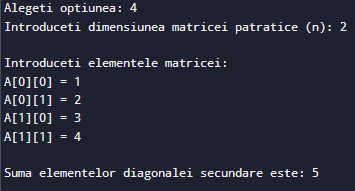 Alegeti optiunea: 4
Introduceti dimensiunea matricei patratice (n): 2
Introduceti elementele matricei:
A[0][0] = 1
A[0][1] = 2
A[1][0] = 3
A[1][1] = 4
Suma elementelor diagonalei secundare este: 5